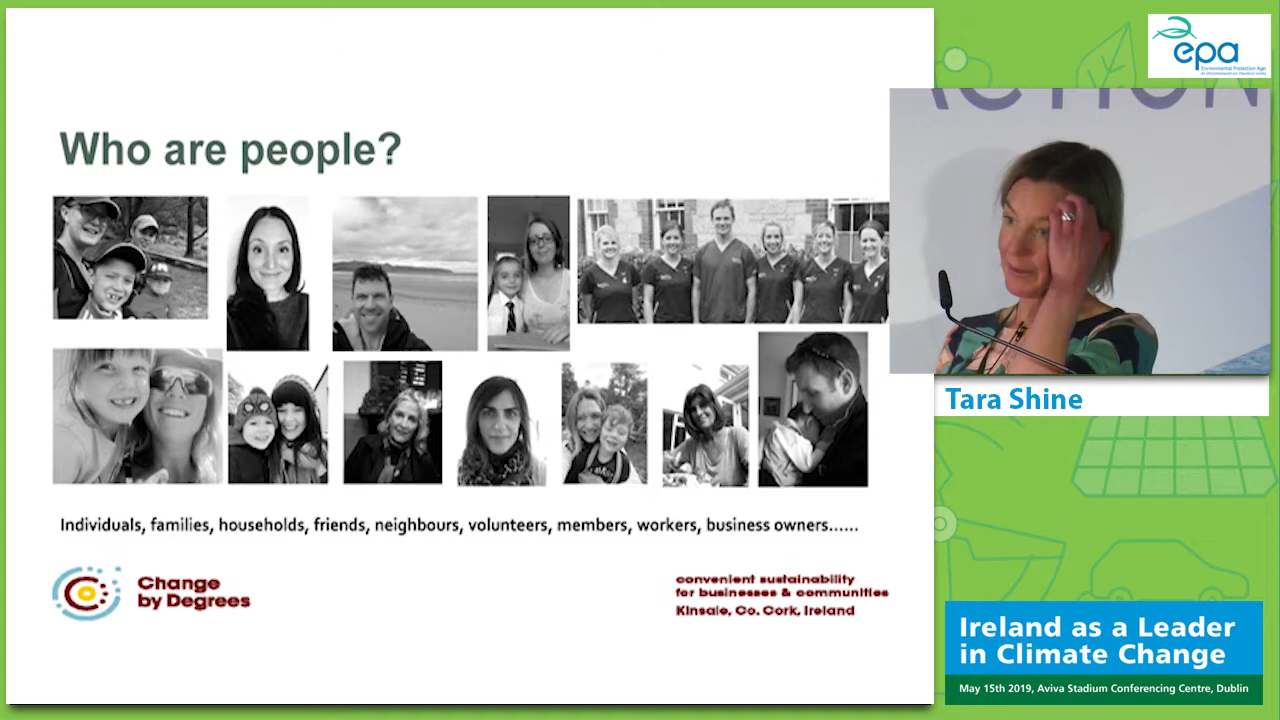 Who are people?
Individuals, families, households, friends, neighbours, volunteers, members, workers, business owners......
Change
by Degrees
convenient sustainability
for businesses & communities
Kinsale, Co. Cork, Ireland
epa
ACTION
Tara Shine
Ireland as a Leader
in Climate Change
May 15th 2019, Aviva Stadium Conferencing Centre, Dublin